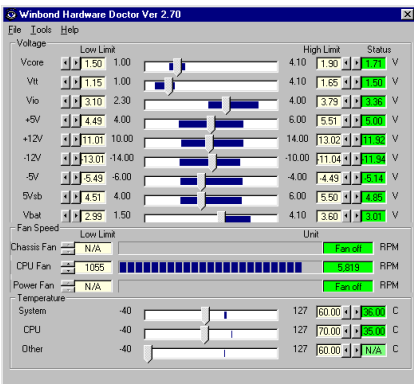 Winbond Hardware Doctor Ver 2.70
File Tools Help
Voltage
Low Limit High Limit Status
Vcore 1.50 1.00 4.10 1.90 1.71 V
Vtt 1.15 1.00 4.10 1.65 1.50 V
Vio 3.10 2.30 4.00 3.79 3.36 V
+5V 4.49 4.00 6.00 5.51 5.00 V
+12V 11.01 10.00 14.00 13.02 11.92 V
-12V -13.01 -14.00 -10.00 -11.04 -11.94 V
-5V -5.49 -6.00 -4.00 -4.49 -5.14 V
5Vsb 4.51 4.00 6.00 5.50 4.85 V
Vbat 2.99 1.50 4.10 3.60 3.01 V
Fan Speed
Low Limit Unit
Chassis Fan N/A Fan off RPM
CPU Fan 1055 5,819 RPM
Power Fan N/A Fan off RPM
Temperature
System -40 127 60.00 36.00 C
CPU -40 127 70.00 35.00 C
Other -40 127 60.00 N/A C